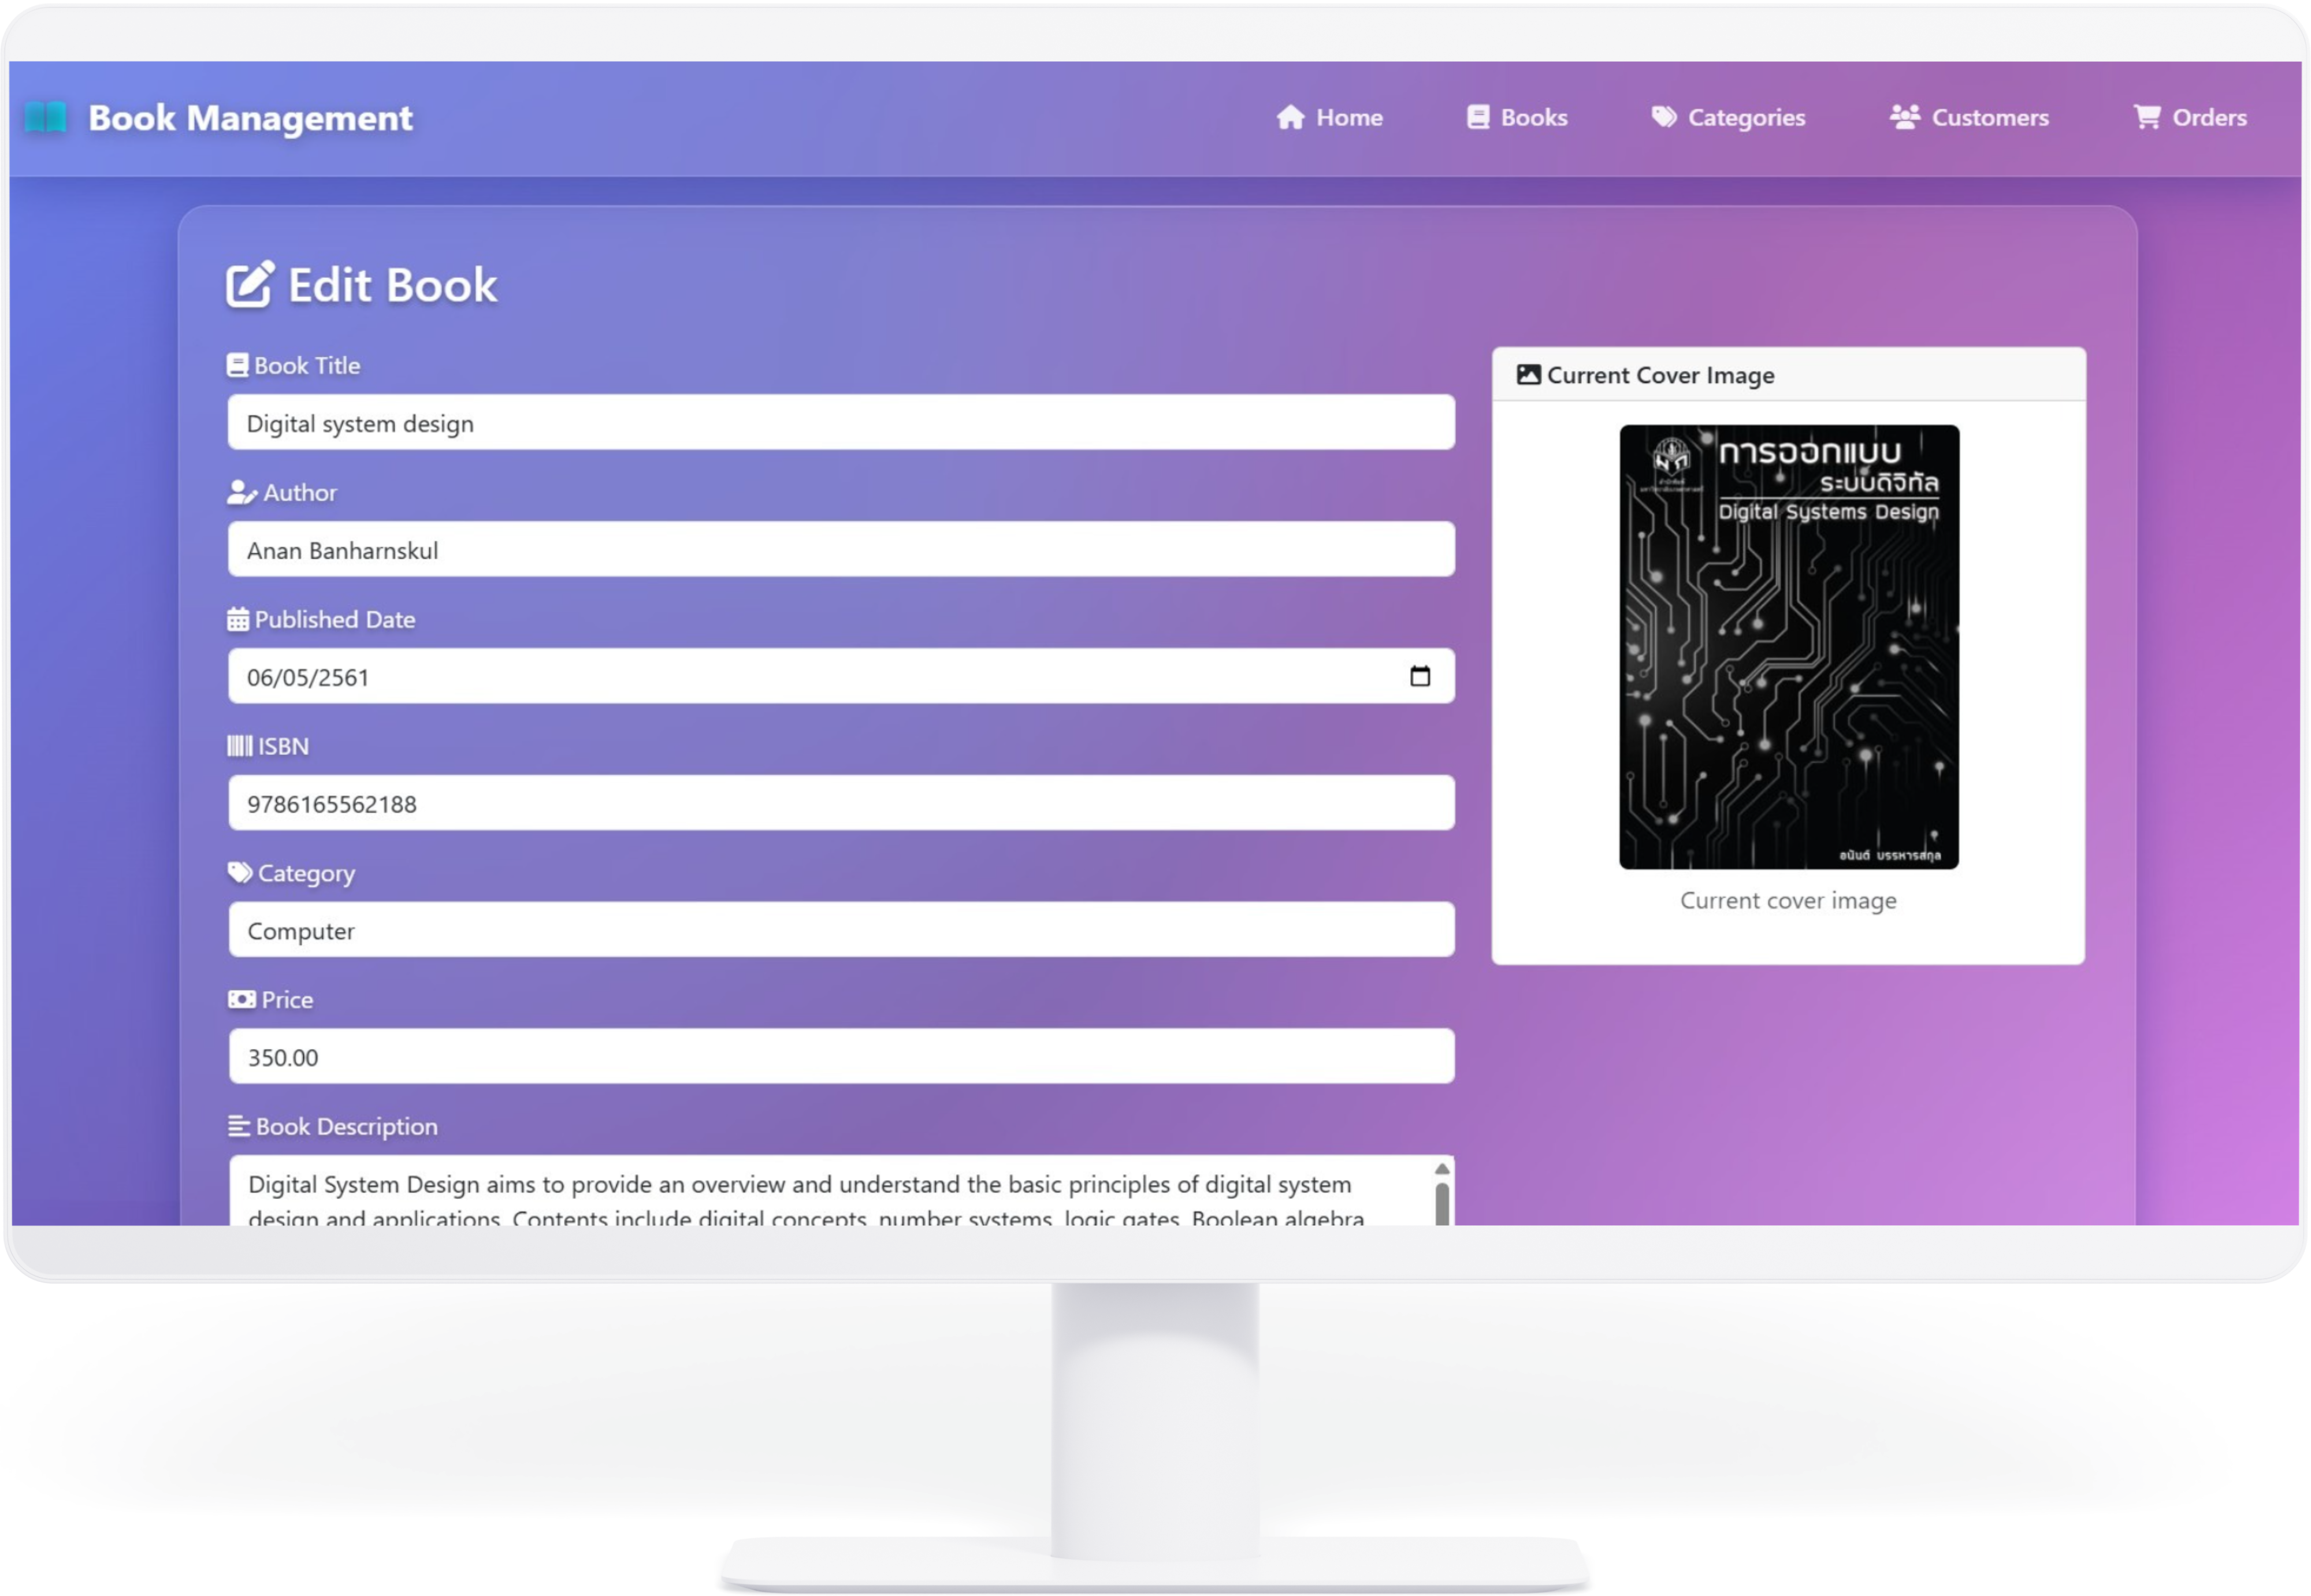 Book Management
Home
Books
Categories
Customers
Orders
Edit Book
Book Title
Digital system design
Author
Anan Banharnskul
Published Date
06/05/2561
ISBN
9786165562188
Category
Computer
Price
350.00
Book Description
Digital System Design aims to provide an overview and understand the basic principles of digital system
design and applications. Contents include digital concepts, number systems, logic gates, Boolean algebra
Current Cover Image
การออกแบบ
ระบบดิจิทัล
Digital Systems Design
อนันต์ บรรหารสกุล
Current cover image